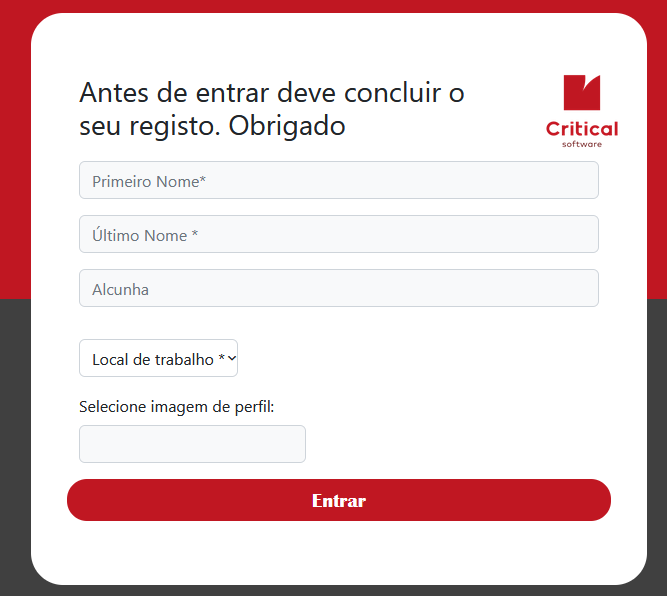 Antes de entrar deve concluir o
seu registo. Obrigado
Critical
software
Primeiro Nome*
Último Nome *
Alcunha
Local de trabalho *
Selecione imagem de perfil:
Entrar